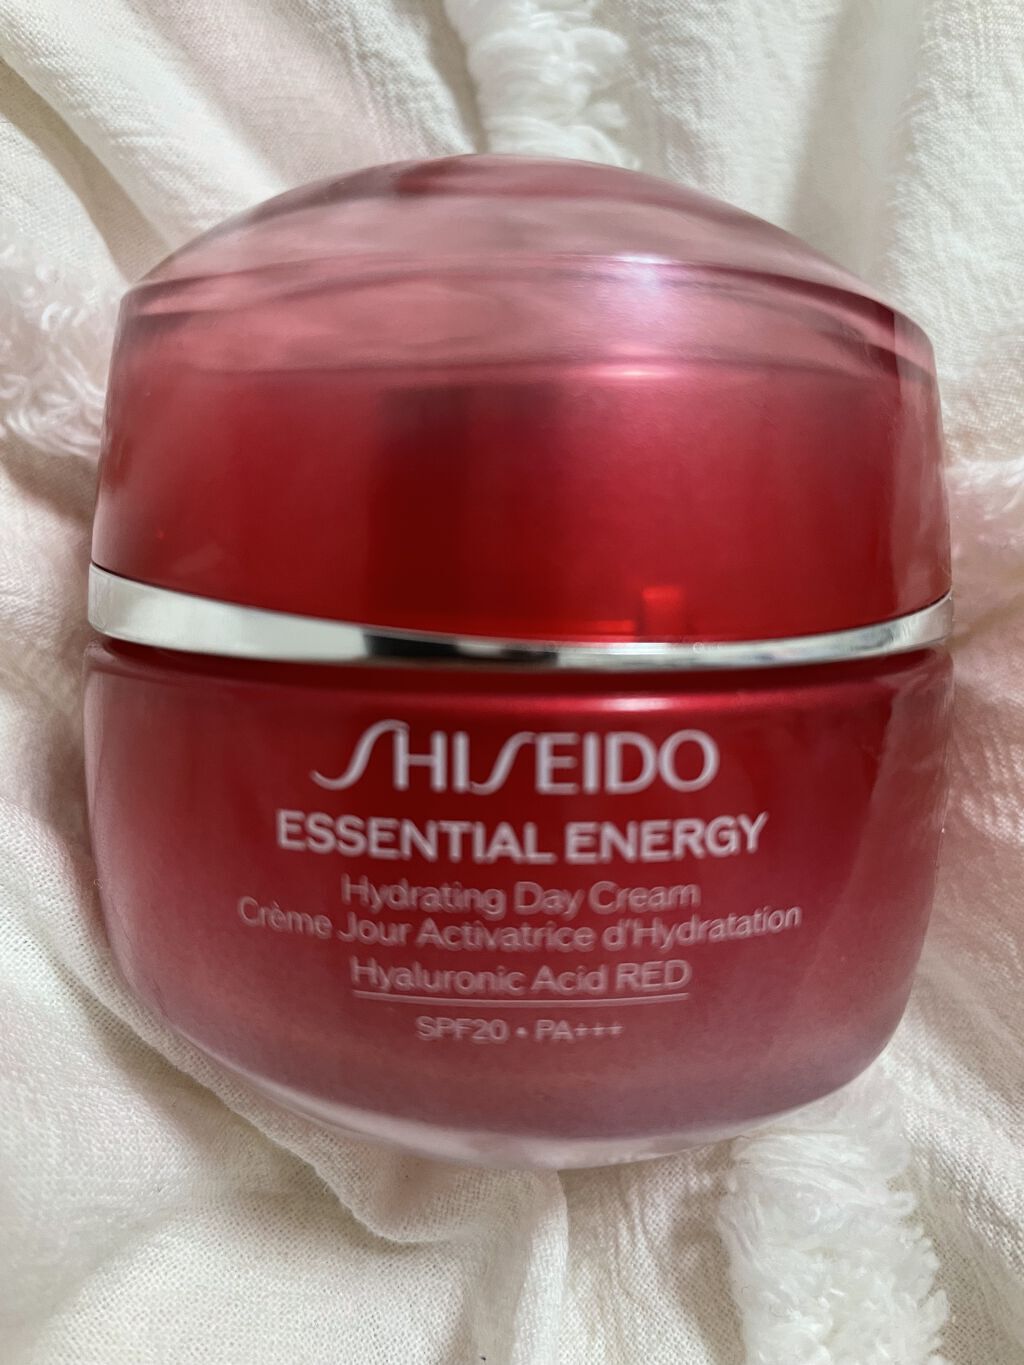 SHISEIDO
ESSENTIAL ENERGY
Hydrating Day Cream
Crème Jour Activatrice d'Hydratation
Hyaluronic Acid RED
SPF20 • PA+++